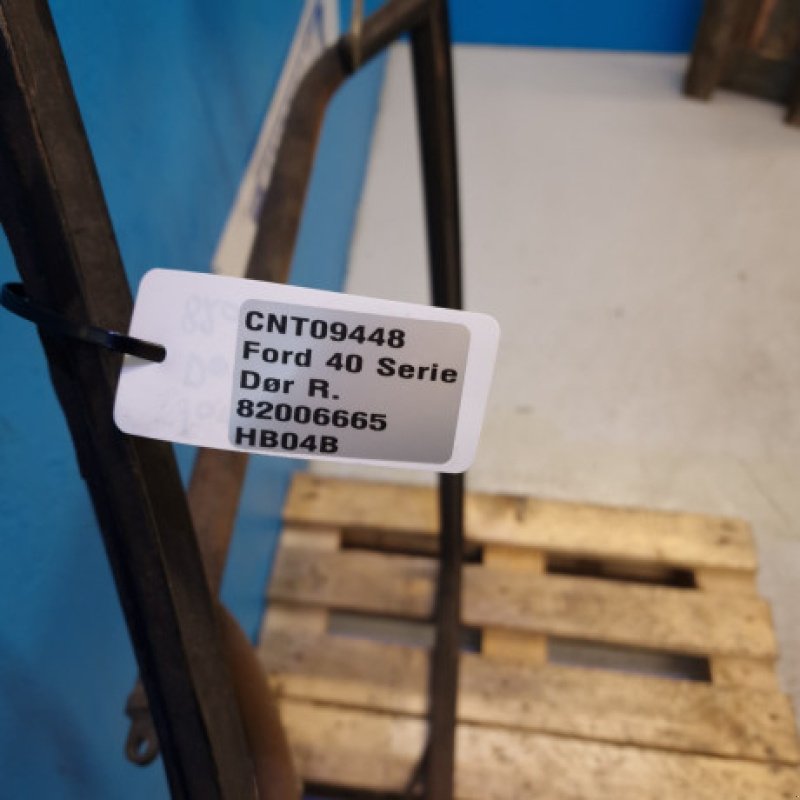 CNT09448
Ford 40 Serie
Dør R.
82006665
HB04B